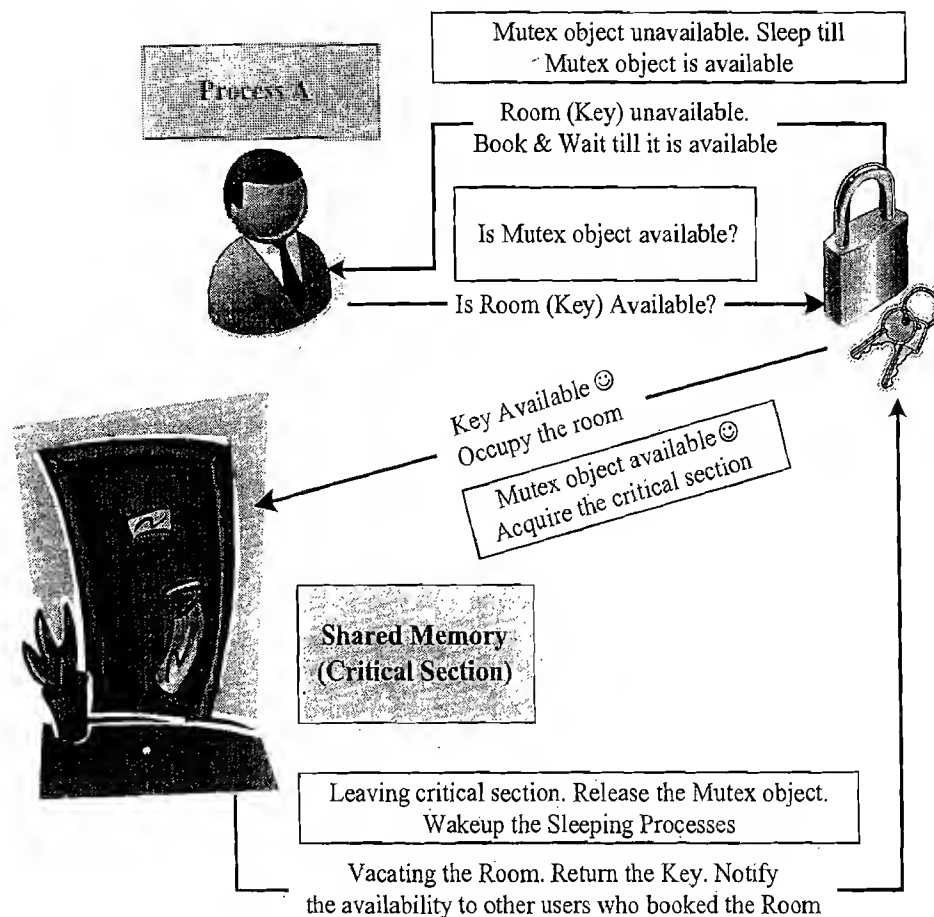 Mutex object unavailable. Sleep till
Mutex object is available
Process A
Room (Key) unavailable.
Book & Wait till it is available
Is Mutex object available?
Is Room (Key) Available?
Key Available ☺
Occupy the room
Mutex object available ☺
Acquire the critical section
Shared Memory
(Critical Section)
Leaving critical section. Release the Mutex object.
Wakeup the Sleeping Processes
Vacating the Room. Return the Key. Notify
the availability to other users who booked the Room